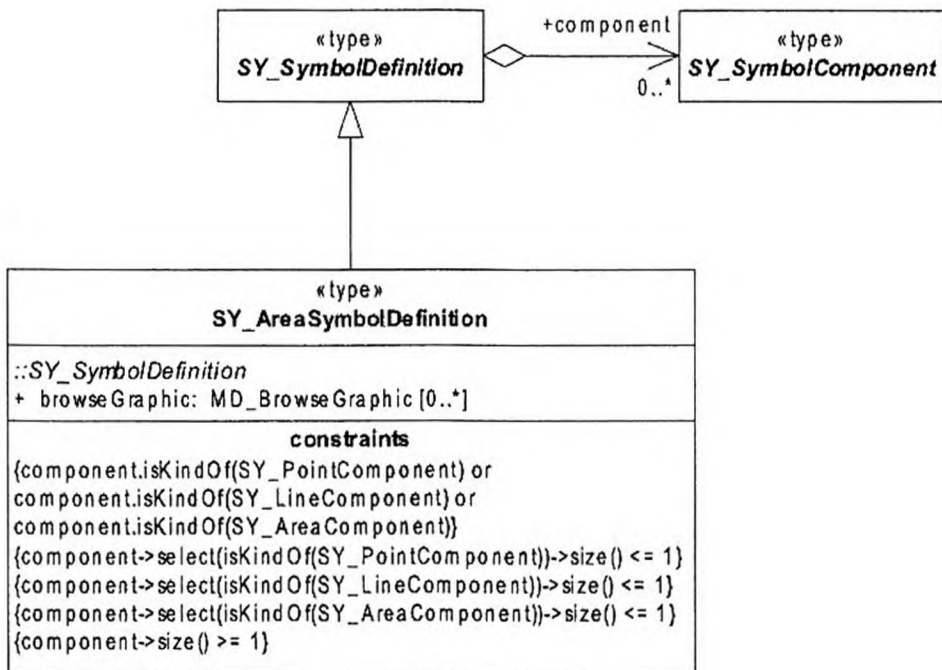 «type»
SY_SymbolDefinition
+component
0..*
«type»
SY_SymbolComponent
«type»
SY_AreaSymbolDefinition
::SY_SymbolDefinition
+ browseGraphic: MD_BrowseGraphic [0..*]
constraints
{component.isKindOf(SY_PointComponent) or
component.isKindOf(SY_LineComponent) or
component.isKindOf(SY_AreaComponent)}
{component->select(isKindOf(SY_PointComponent))->size() <= 1}
{component->select(isKindOf(SY_LineComponent))->size() <= 1}
{component->select(isKindOf(SY_AreaComponent))->size() <= 1}
{component->size() >= 1}